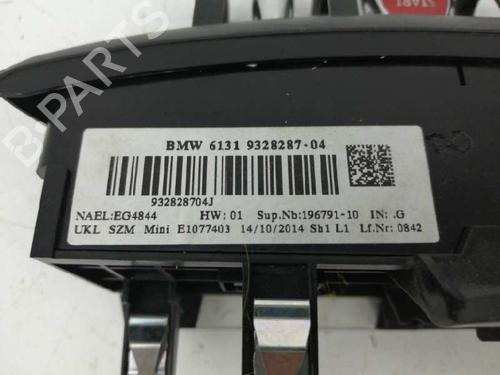 START
B-PARTS
BMW 6131 9328287-04
932828704J
NAEL:EG4844 HW: 01 Sup.Nb:196791-10 IN: .G
UKL SZM Mini E1077403 14/10/2014 Sh1 L1 Lf.Nr: 0842